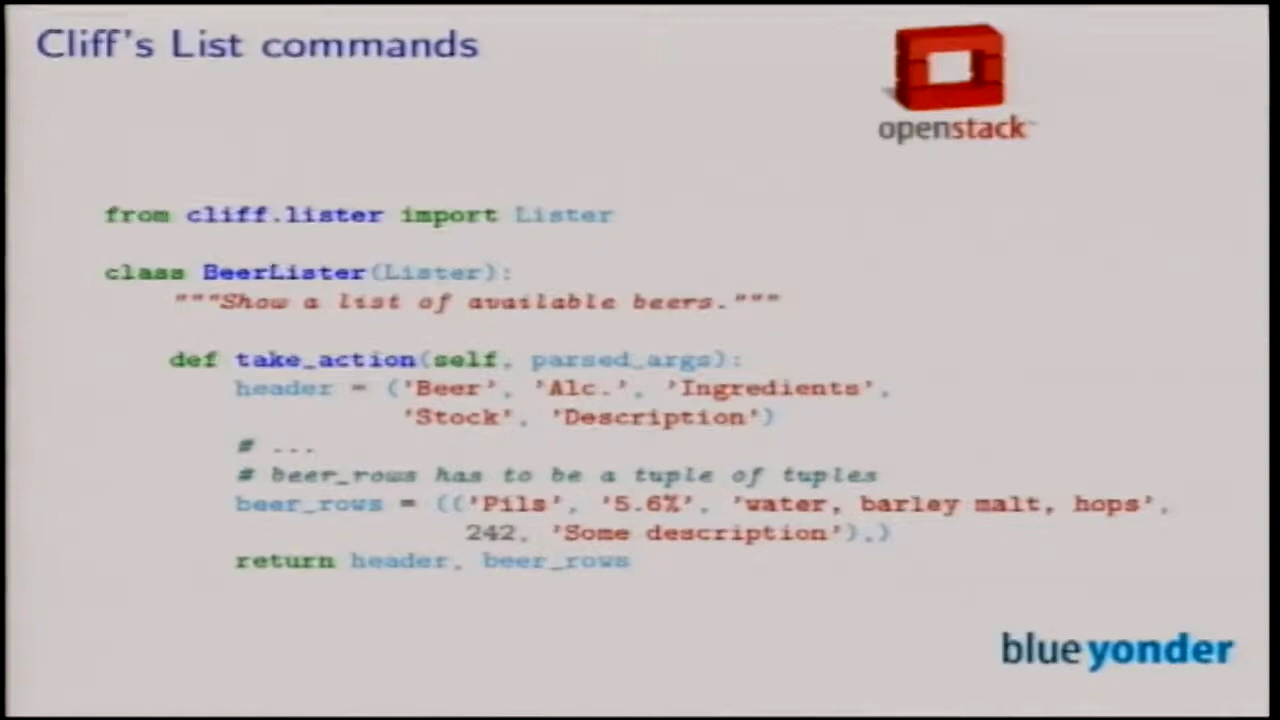 Cliff's List commands
openstack
from cliff.lister import Lister
class BeerLister(Lister):
"""Show a list of available beers."""
def take_action(self, parsed_args):
header = ('Beer', 'Alc.', 'Ingredients',
'Stock', 'Description')
# ...
# beer_rows has to be a tuple of tuples
beer_rows = (('Pils', '5.6%', 'water, barley malt, hops',
242, 'Some description'),)
return header, beer_rows
blueyonder